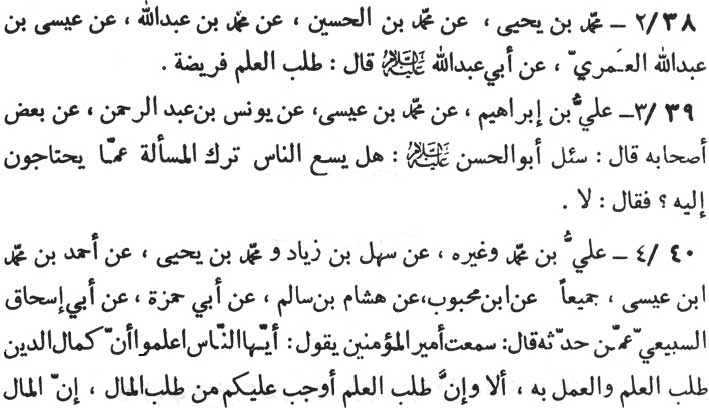 ٢/٣٨ ـ محمّد بن يحيى ، عن محمّد بن الحسين ، عن محمّد بن عبدالله ، عن عيسى بن
عبدالله العمَري ّ ، عن أبي عبدالله عليه السلام قال : طلب العلم فريضة .
٣/٣٩ـ عليُّ بن إبراهيم ، عن محمّد بن عيسى، عن يونس بن عبد الرحمن ، عن بعض
أصحابه قال : سئل أبوالحسن عليه السلام : هل يسع الناس ترك المسألة عمّا يحتاجون
إليه ؟ فقال : لا .
٤/ ٤٠ ـ عليُّ بن محمّد وغيره ، عن سهل بن زياد و محمّد بن يحيى ، عن أحمد بن محمّد
ابن عيسى ، جميعاً عن ابن محبوب، عن هشام بن سالم ، عن أبي حمزة ، عن أبي إسحاق
السبيعي ّ عمّن حدّثه قال: سمعت أمير المؤمنين يقول: أيّها النّاس اعلموا أن ّ كمال الدين
طلب العلم والعمل به ، ألا وإنَّ طلب العلم أوجب عليكم من طلب المال ، إن ّ المال